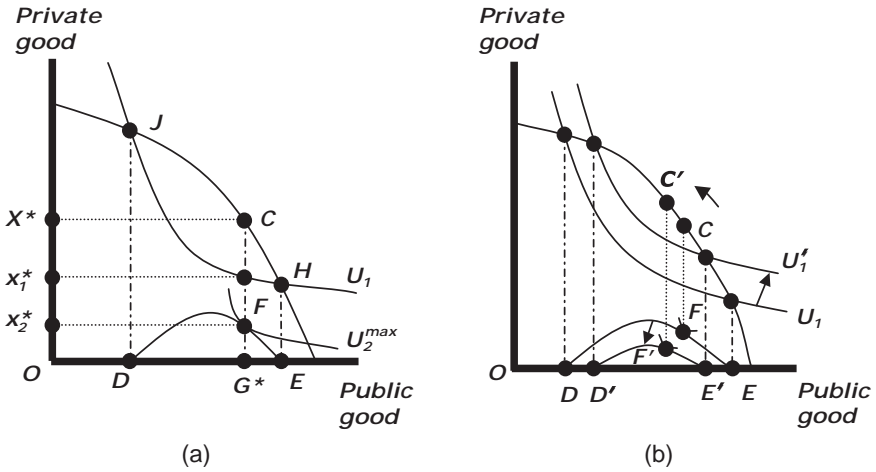 Private
good
J
X*
C
x₁*
H
U₁
F
x₂*
U₂ᵐᵃˣ
O
D
G*
E
Public
good
(a)
Private
good
C'
C
U₁'
U₁
F
F'
O
D
D'
E'
E
Public
good
(b)